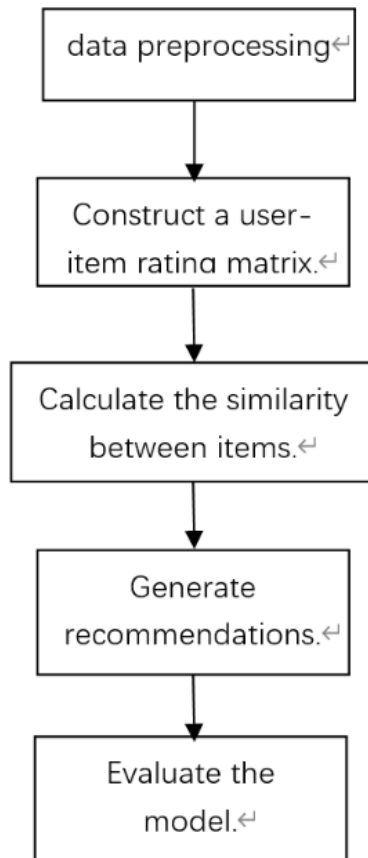 data preprocessing
Construct a user-
item rating matrix.
Calculate the similarity
between items.
Generate
recommendations.
Evaluate the
model.